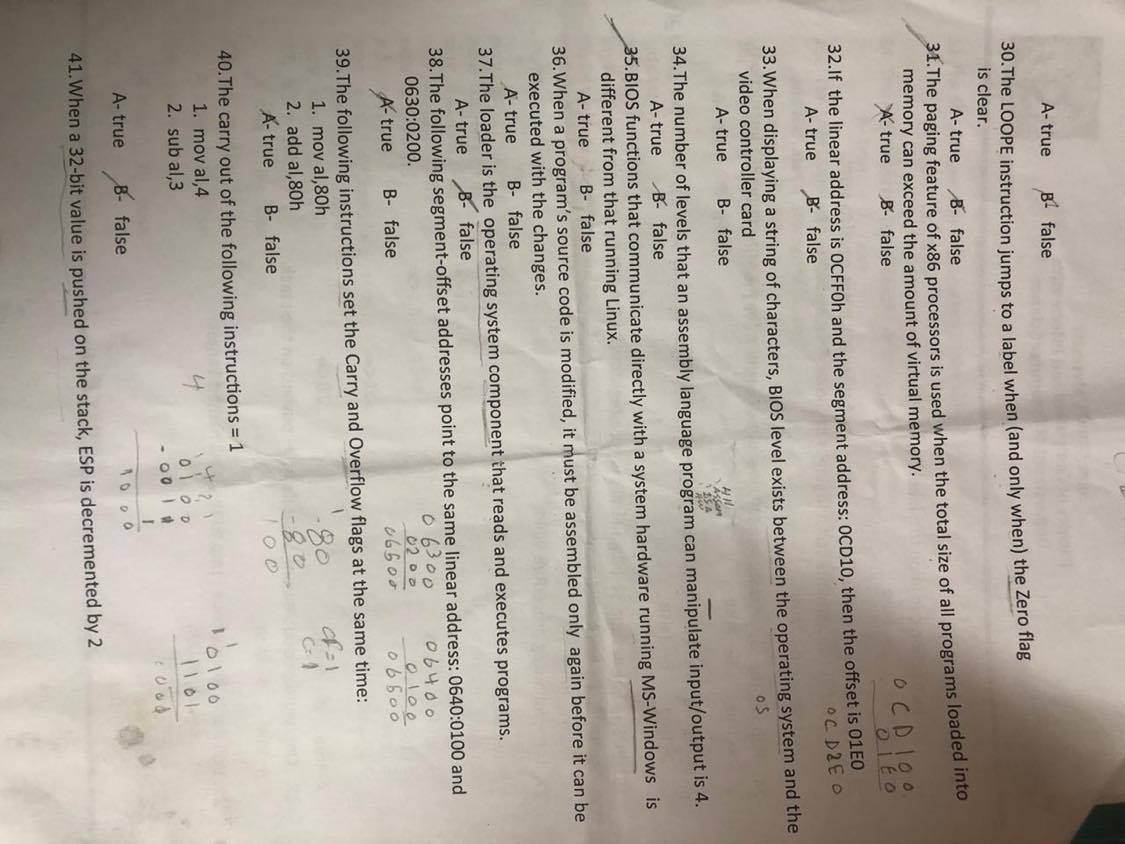 A- true B- false
30.The LOOPE instruction jumps to a label when (and only when) the Zero flag
is clear.
A- true B- false
31.The paging feature of x86 processors is used when the total size of all programs loaded into
memory can exceed the amount of virtual memory.
A- true B- false
0CD100
01E0
32.If the linear address is 0CFF0h and the segment address: 0CD10, then the offset is 01E0
0CD2E0
A- true B- false
33.When displaying a string of characters, BIOS level exists between the operating system and the
video controller card
OS
A- true B- false
34.The number of levels that an assembly language program can manipulate input/output is 4.
A- true B- false
35.BIOS functions that communicate directly with a system hardware running MS-Windows is
different from that running Linux.
A- true B- false
36.When a program's source code is modified, it must be assembled only again before it can be
executed with the changes.
A- true B- false
37.The loader is the operating system component that reads and executes programs.
A- true B- false
38.The following segment-offset addresses point to the same linear address: 0640:0100 and
06300 06400
0630:0200.
0200 0100
06500 06500
A- true B- false
39.The following instructions set the Carry and Overflow flags at the same time:
1. mov al,80h
80
2. add al,80h
80
A- true B- false
100
40.The carry out of the following instructions = 1
1. mov al,4
4 0100 0100
2. sub al,3
1101
1000
A- true B- false
41.When a 32-bit value is pushed on the stack, ESP is decremented by 2